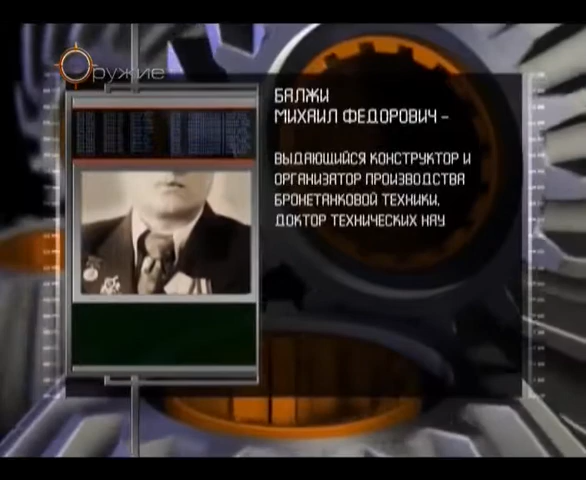 Оружие
БАЛЖИ
МИХАИЛ ФЕДОРОВИЧ -
ВЫДАЮЩИЙСЯ КОНСТРУКТОР И
ОРГАНИЗАТОР ПРОИЗВОДСТВА
БРОНЕТАНКОВОЙ ТЕХНИКИ,
ДОКТОР ТЕХНИЧЕСКИХ НАУ